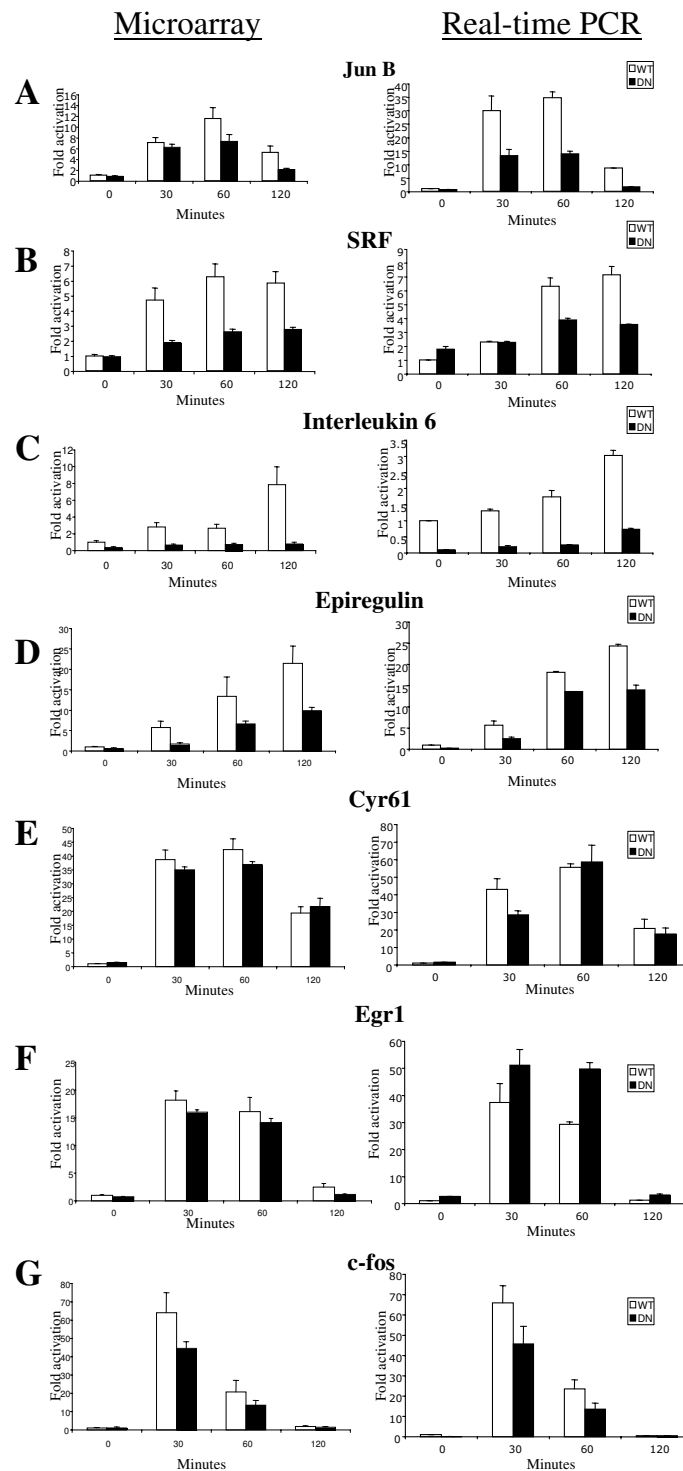 Microarray Real-time PCR
Jun B
A
Fold activation
16
14
12
10
8
6
4
2
0
0 30 60 120
Minutes
Fold activation
40
35
30
25
20
15
10
5
0
0 30 60 120
Minutes
WT
DN
SRF
B
Fold activation
8
7
6
5
4
3
2
1
0
0 30 60 120
Minutes
Fold activation
9
8
7
6
5
4
3
2
1
0
0 30 60 120
Minutes
WT
DN
Interleukin 6
C
Fold activation
12
10
8
6
4
2
0
0 30 60 120
Minutes
Fold activation
3.5
3
2.5
2
1.5
1
0.5
0
0 30 60 120
Minutes
WT
DN
Epiregulin
D
Fold activation
30
25
20
15
10
5
0
0 30 60 120
Minutes
Fold activation
30
25
20
15
10
5
0
0 30 60 120
Minutes
WT
DN
Cyr61
E
Fold activation
50
45
40
35
30
25
20
15
10
5
0
0 30 60 120
Minutes
Fold activation
80
70
60
50
40
30
20
10
0
0 30 60 120
Minutes
WT
DN
Egr1
F
Fold activation
25
20
15
10
5
0
0 30 60 120
Minutes
Fold activation
60
50
40
30
20
10
0
0 30 60 120
Minutes
WT
DN
c-fos
G
Fold activation
80
70
60
50
40
30
20
10
0
0 30 60 120
Minutes
Fold activation
80
70
60
50
40
30
20
10
0
0 30 60 120
Minutes
WT
DN